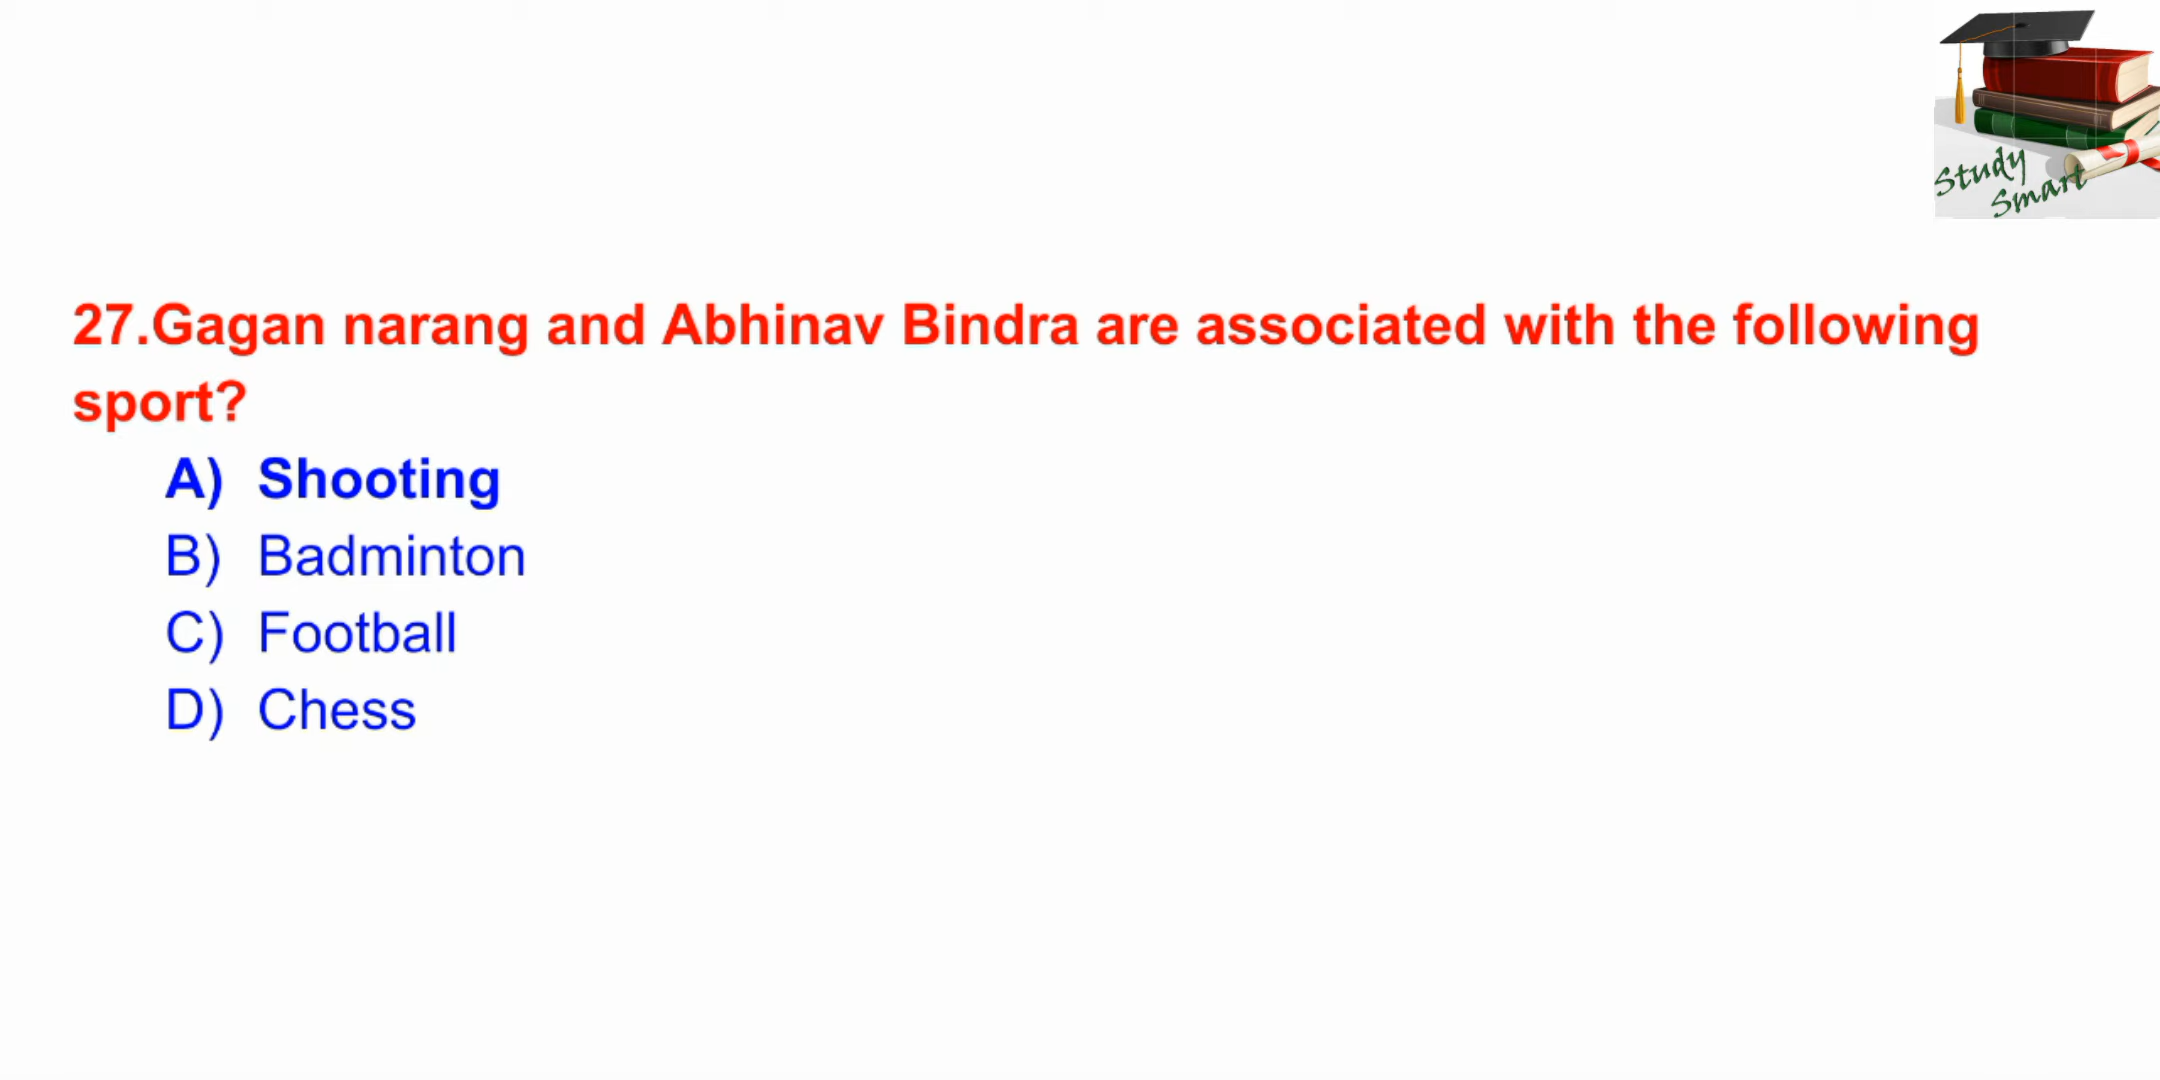 Study
Smart
27.Gagan narang and Abhinav Bindra are associated with the following
sport?
A) Shooting
B) Badminton
C) Football
D) Chess